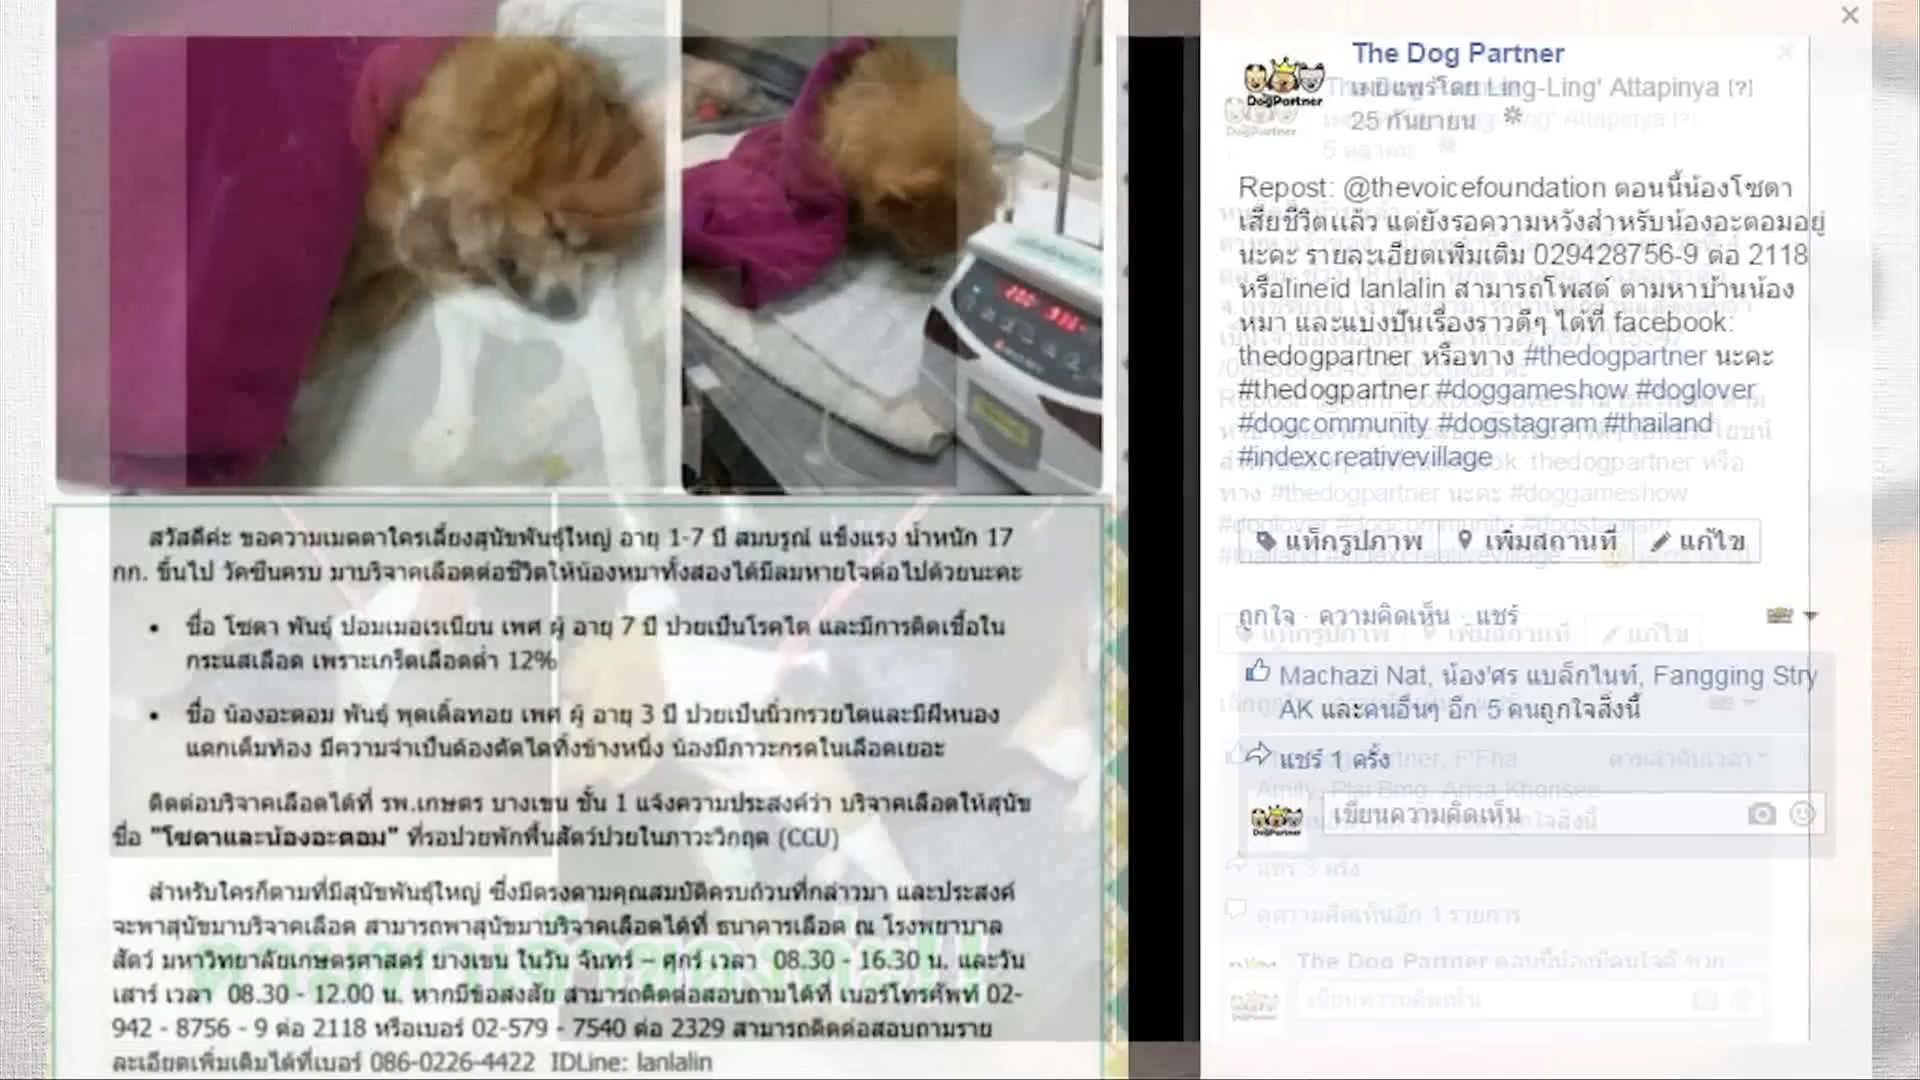 สวัสดีค่ะ ขอความเมตตาใครเลี้ยงสุนัขพันธุ์ใหญ่ อายุ 1-7 ปี สมบรูณ์ แข็งแรง น้ำหนัก 17
กก. ขึ้นไป วัคซีนครบ มาบริจาคเลือดต่อชีวิตให้น้องหมาทั้งสองได้มีลมหายใจต่อไปด้วยนะคะ
• ชื่อ โซดา พันธุ์ ปอมเมอเรเนียน เพศ ผู้ อายุ 7 ปี ป่วยเป็นโรคไต และมีการติดเชื้อใน
กระแสเลือด เพราะเกร็ดเลือดต่ำ 12%
• ชื่อ น้องอะตอม พันธุ์ พุดเดิ้ลทอย เพศ ผู้ อายุ 3 ปี ป่วยเป็นนิ่วกรวยไตและมีฝีหนอง
แตกเต็มท้อง มีความจำเป็นต้องตัดไตทิ้งข้างหนึ่ง น้องมีภาวะกรดในเลือดเยอะ
ติดต่อบริจาคเลือดได้ที่ รพ.เกษตร บางเขน ชั้น 1 แจ้งความประสงค์ว่า บริจาคเลือดให้สุนัข
ชื่อ "โซดาและน้องอะตอม" ที่รอป่วยพักฟื้นสัตว์ป่วยในภาวะวิกฤต (CCU)
สำหรับใครก็ตามที่มีสุนัขพันธุ์ใหญ่ ซึ่งมีตรงตามคุณสมบัติครบถ้วนที่กล่าวมา และประสงค์
จะพาสุนัขมาบริจาคเลือด สามารถพาสุนัขมาบริจาคเลือดได้ที่ ธนาคารเลือด ณ โรงพยาบาล
สัตว์ มหาวิทยาลัยเกษตรศาสตร์ บางเขน ในวัน จันทร์ – ศุกร์ เวลา 08.30 - 16.30 น. และวัน
เสาร์ เวลา 08.30 - 12.00 น. หากมีข้อสงสัย สามารถติดต่อสอบถามได้ที่ เบอร์โทรศัพท์ 02-
942 - 8756 - 9 ต่อ 2118 หรือเบอร์ 02-579 - 7540 ต่อ 2329 สามารถติดต่อสอบถามราย
ละเอียดเพิ่มเติมได้ที่เบอร์ 086-0226-4422 IDLine: lanlalin
The Dog Partner
DogPartner
เผยแพร่โดย Ling-Ling' Attapinya [?]
25 กันยายน
Repost: @thevoicefoundation ตอนนี้น้องโซดา
เสียชีวิตแล้ว แต่ยังรอความหวังสำหรับน้องอะตอมอยู่
นะคะ รายละเอียดเพิ่มเติม 029428756-9 ต่อ 2118
หรือlineid lanlalin สามารถโพสต์ ตามหาบ้านน้อง
หมา และแบ่งปันเรื่องราวดีๆ ได้ที่ facebook:
thedogpartner หรือทาง #thedogpartner นะคะ
#thedogpartner #doggameshow #doglover
#dogcommunity #dogstagram #thailand
#indexcreativevillage
แท็กรูปภาพ เพิ่มสถานที่ แก้ไข
ถูกใจ · ความคิดเห็น · แชร์
Machazi Nat, น้อง'ศร แบล็กไนท์, Fangging Stry
AK และคนอื่นๆ อีก 5 คนถูกใจสิ่งนี้
แชร์ 1 ครั้ง
DogPartner
เขียนความคิดเห็น
แชร์ 3 ครั้ง
ดูความคิดเห็นอีก 1 รายการ
The Dog Partner
เขียนความคิดเห็น